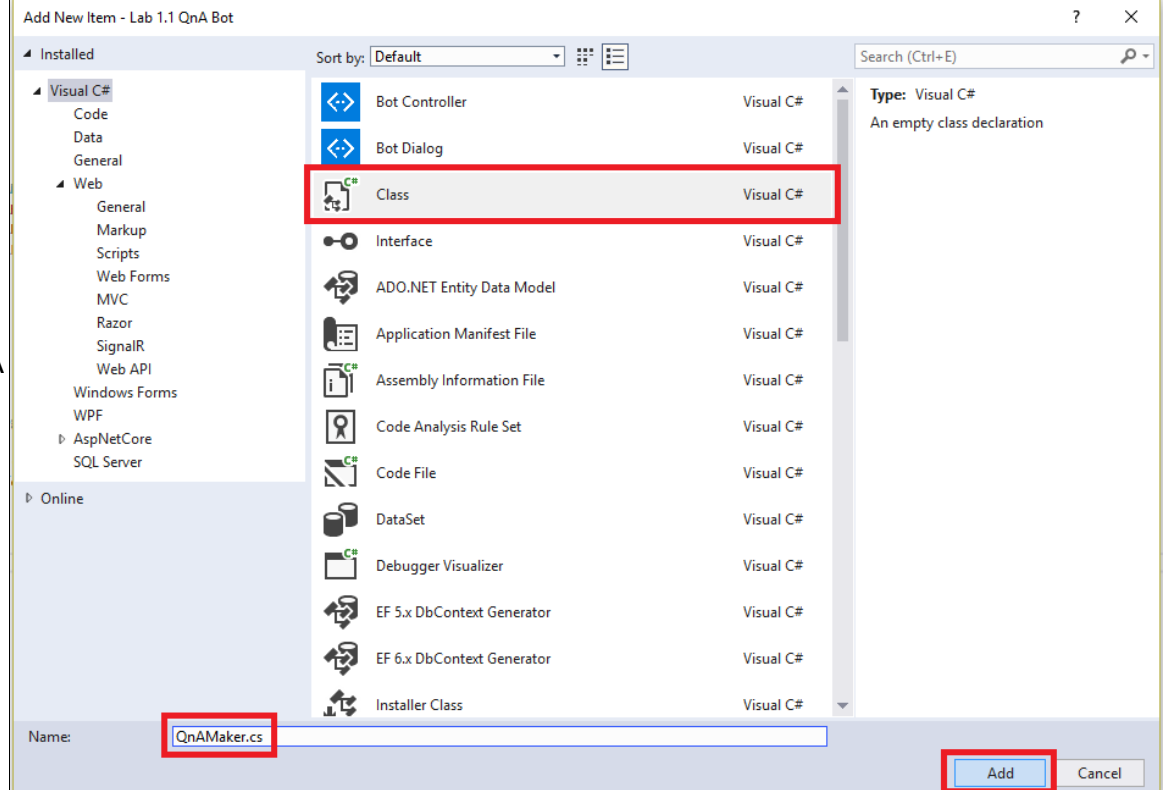 Add New Item - Lab 1.1 QnA Bot
?
Installed
Sort by: Default
Search (Ctrl+E)
Visual C#
Code
Data
General
Web
General
Markup
Scripts
Web Forms
MVC
Razor
SignalR
Web API
Windows Forms
WPF
AspNetCore
SQL Server
Online
Bot Controller Visual C#
Bot Dialog Visual C#
C# Class Visual C#
Interface Visual C#
ADO.NET Entity Data Model Visual C#
Application Manifest File Visual C#
C# Assembly Information File Visual C#
Code Analysis Rule Set Visual C#
C# Code File Visual C#
DataSet Visual C#
C# Debugger Visualizer Visual C#
EF 5.x DbContext Generator Visual C#
EF 6.x DbContext Generator Visual C#
Installer Class Visual C#
Type: Visual C#
An empty class declaration
Name: QnAMaker.cs
Add Cancel